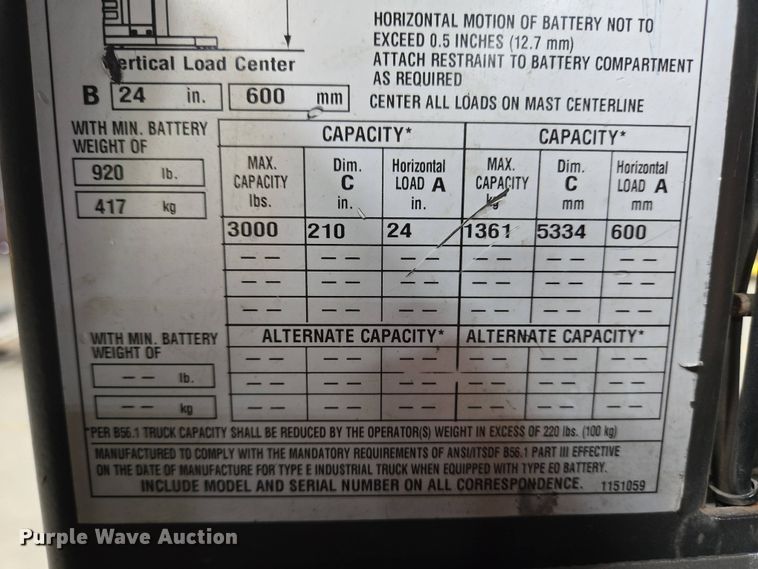 HORIZONTAL MOTION OF BATTERY NOT TO
EXCEED 0.5 INCHES (12.7 mm)
ATTACH RESTRAINT TO BATTERY COMPARTMENT
AS REQUIRED
CENTER ALL LOADS ON MAST CENTERLINE
Vertical Load Center
B 24 in. 600 mm
WITH MIN. BATTERY
WEIGHT OF
920 lb.
417 kg
CAPACITY* CAPACITY*
MAX. CAPACITY lbs. Dim. C in. Horizontal LOAD A in. MAX. CAPACITY kg Dim. C mm Horizontal LOAD A mm
3000 210 24 1361 5334 600
-- -- -- -- -- --
-- -- -- -- -- --
-- -- -- -- -- --
WITH MIN. BATTERY
WEIGHT OF
-- lb.
-- kg
ALTERNATE CAPACITY* ALTERNATE CAPACITY*
-- -- -- -- -- --
-- -- -- -- -- --
*PER B56.1 TRUCK CAPACITY SHALL BE REDUCED BY THE OPERATOR(S) WEIGHT IN EXCESS OF 220 lbs. (100 kg)
MANUFACTURED TO COMPLY WITH THE MANDATORY REQUIREMENTS OF ANSI/ITSDF B56.1 PART III EFFECTIVE
ON THE DATE OF MANUFACTURE FOR TYPE E INDUSTRIAL TRUCK WHEN EQUIPPED WITH TYPE EO BATTERY.
INCLUDE MODEL AND SERIAL NUMBER ON ALL CORRESPONDENCE. 1151059
Purple Wave Auction